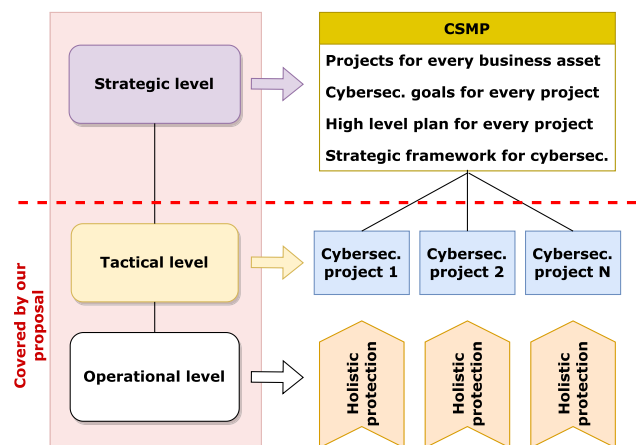 CSMP
Strategic level
Projects for every business asset
Cybersec. goals for every project
High level plan for every project
Strategic framework for cybersec.
Covered by our
proposal
Tactical level
Cybersec.
project 1
Cybersec.
project 2
Cybersec.
project N
Operational level
Holistic
protection
Holistic
protection
Holistic
protection